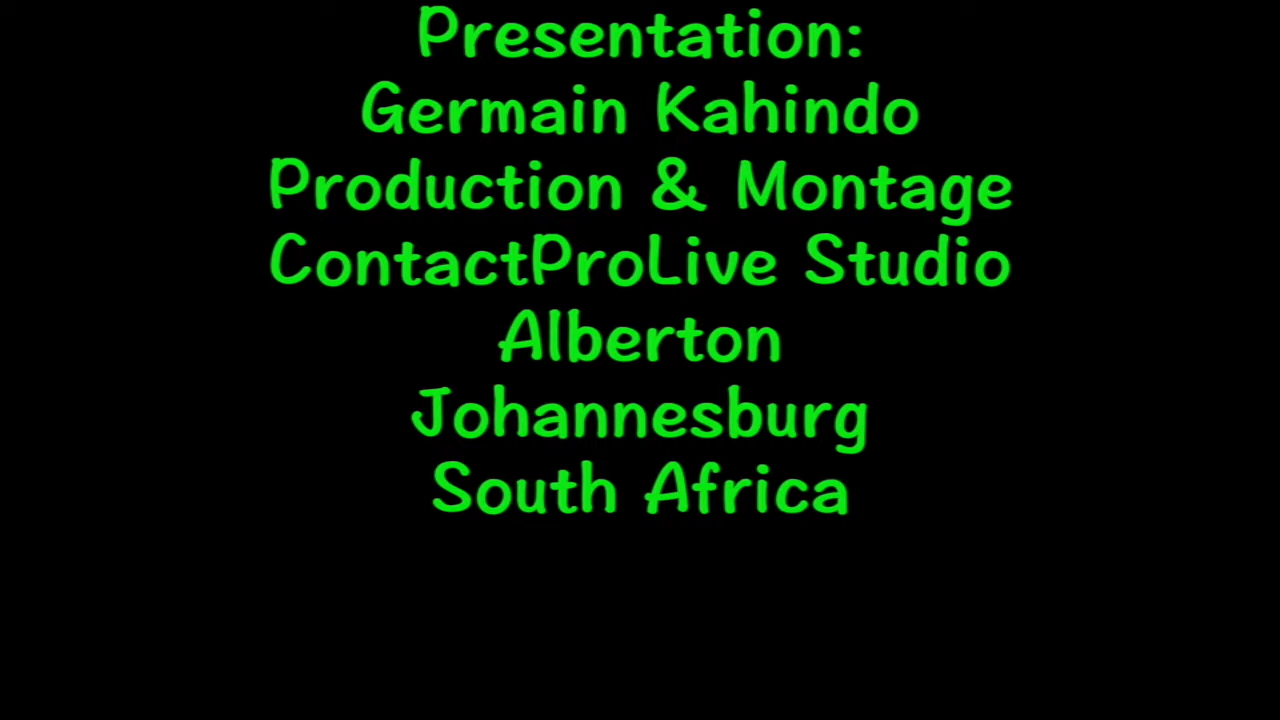 Presentation:
Germain Kahindo
Production & Montage
ContactProLive Studio
Alberton
Johannesburg
South Africa